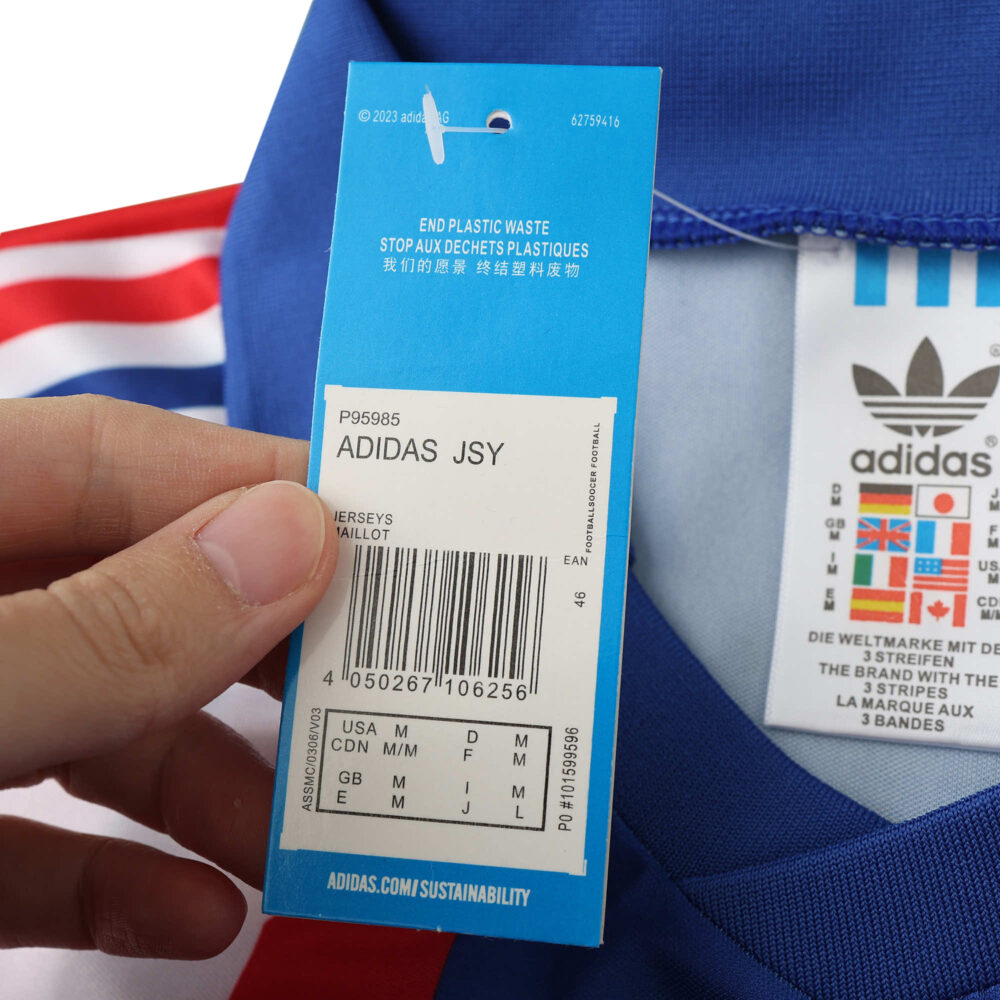 © 2023 adidas AG
62759416
END PLASTIC WASTE
STOP AUX DECHETS PLASTIQUES
我们的愿景 终结塑料废物
P95985
ADIDAS JSY
JERSEYS
MAILLOT
FOOTBALLSOCCER FOOTBALL
EAN
46
4 050267 106256
ASSMC/0306/V03
USA M D M
CDN M/M F M
GB M I M
E M J L
PO #101599596
ADIDAS.COM/SUSTAINABILITY
®
adidas®
D M J M
GB M F M
I M USA M
E M CDN M/M
DIE WELTMARKE MIT DE
3 STREIFEN
THE BRAND WITH THE
3 STRIPES
LA MARQUE AUX
3 BANDES